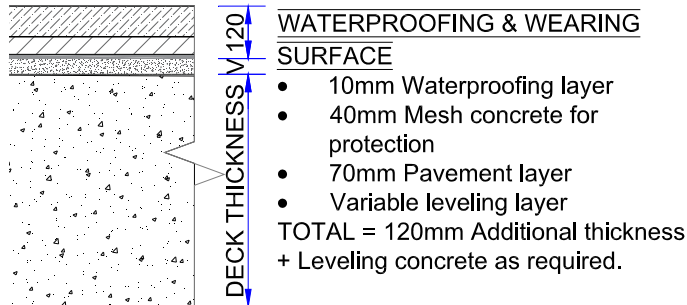 WATERPROOFING & WEARING
SURFACE
• 10mm Waterproofing layer
• 40mm Mesh concrete for
protection
• 70mm Pavement layer
• Variable leveling layer
TOTAL = 120mm Additional thickness
+ Leveling concrete as required.
120
V
DECK THICKNESS